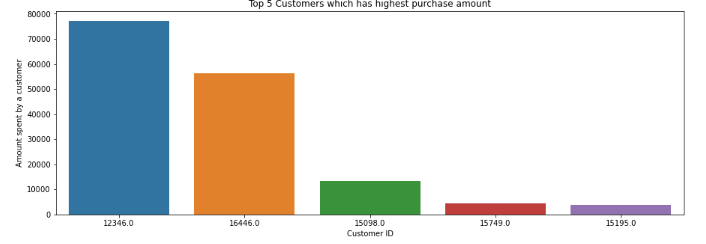 Top 5 Customers which has highest purchase amount
80000
70000
60000
50000
40000
30000
20000
10000
0
Amount spent by a customer
12346.0 16446.0 15098.0 15749.0 15195.0
Customer ID